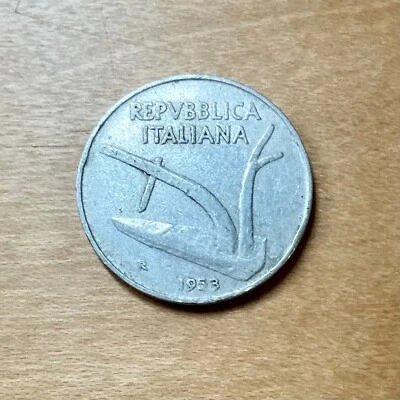 REPVBBLICA
ITALIANA
R
1953